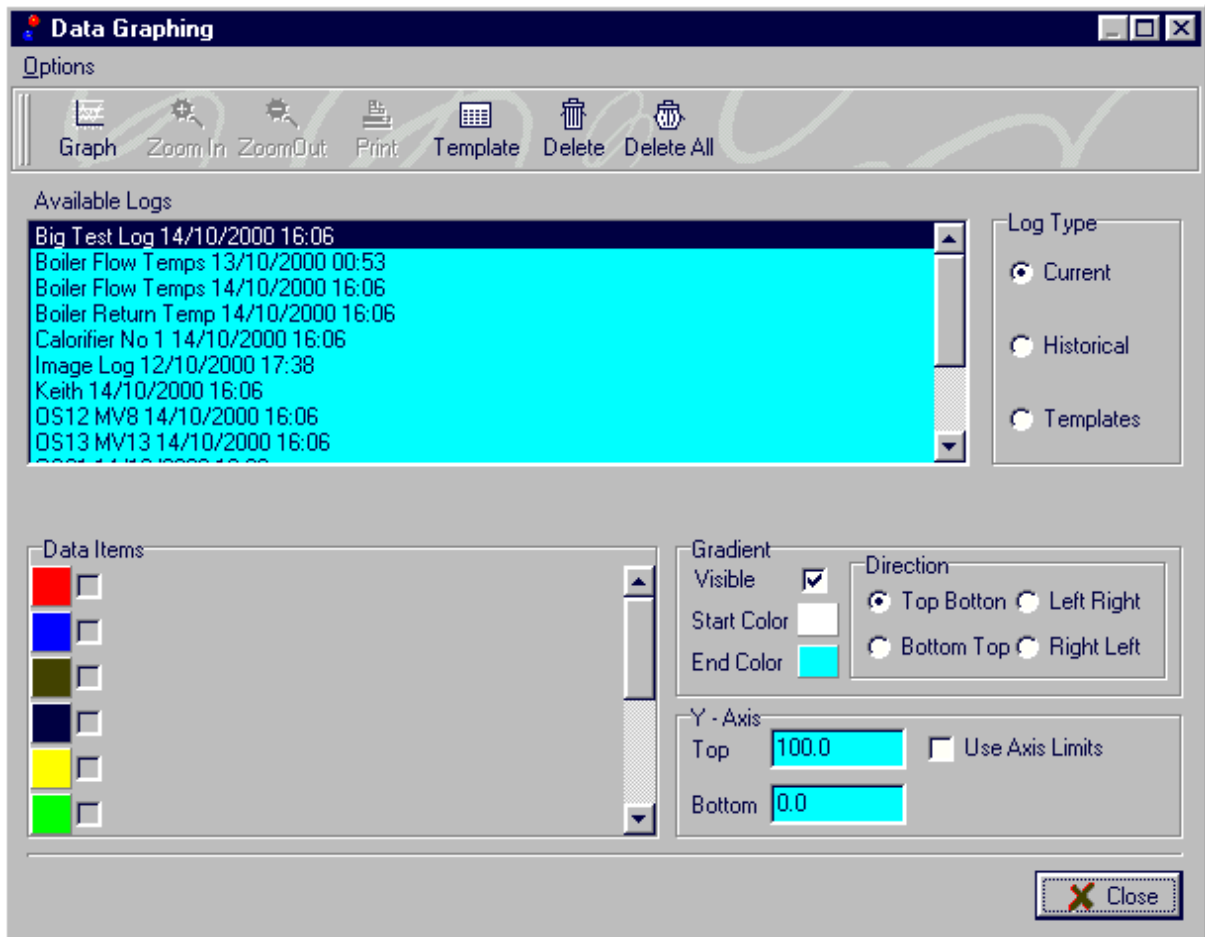 Data Graphing
Options
Graph Zoom In ZoomOut Print Template Delete Delete All
Available Logs
Big Test Log 14/10/2000 16:06
Boiler Flow Temps 13/10/2000 00:53
Boiler Flow Temps 14/10/2000 16:06
Boiler Return Temp 14/10/2000 16:06
Calorifier No 1 14/10/2000 16:06
Image Log 12/10/2000 17:38
Keith 14/10/2000 16:06
OS12 MV8 14/10/2000 16:06
OS13 MV13 14/10/2000 16:06
Log Type
Current
Historical
Templates
Data Items
Gradient
Visible
Start Color
End Color
Direction
Top Botton Left Right
Bottom Top Right Left
Y - Axis
Top 100.0 Use Axis Limits
Bottom 0.0
Close